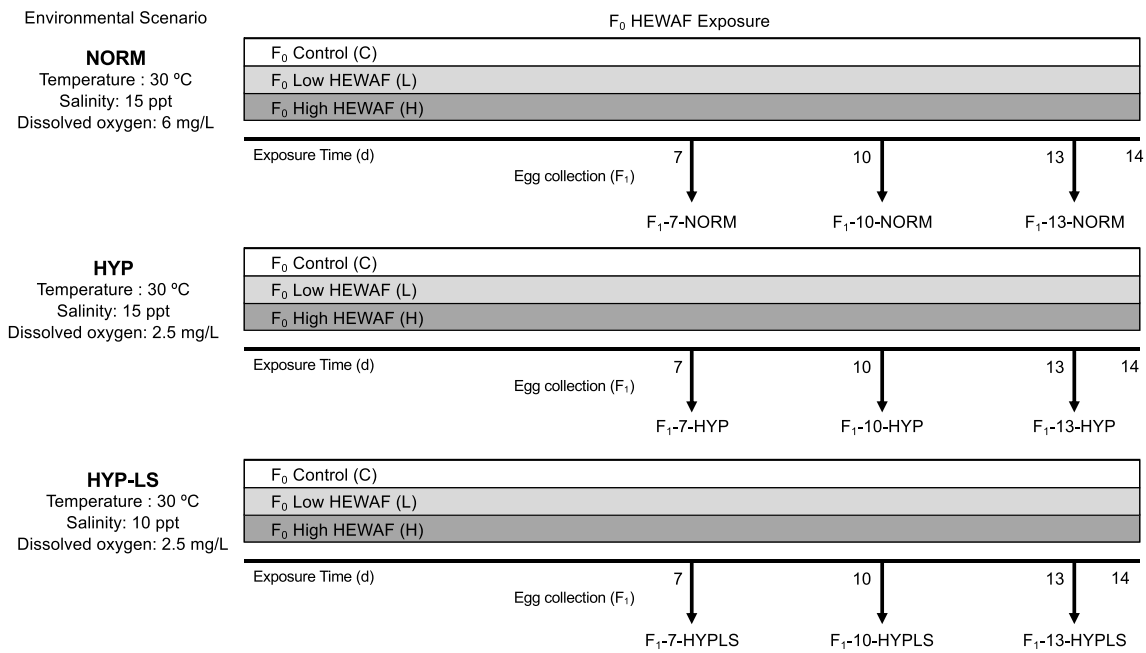 Environmental Scenario
F₀ HEWAF Exposure
NORM
Temperature : 30 ºC
Salinity: 15 ppt
Dissolved oxygen: 6 mg/L
F₀ Control (C)
F₀ Low HEWAF (L)
F₀ High HEWAF (H)
Exposure Time (d)
7
10
13
14
Egg collection (F₁)
F₁-7-NORM
F₁-10-NORM
F₁-13-NORM
HYP
Temperature : 30 ºC
Salinity: 15 ppt
Dissolved oxygen: 2.5 mg/L
F₀ Control (C)
F₀ Low HEWAF (L)
F₀ High HEWAF (H)
Exposure Time (d)
7
10
13
14
Egg collection (F₁)
F₁-7-HYP
F₁-10-HYP
F₁-13-HYP
HYP-LS
Temperature : 30 ºC
Salinity: 10 ppt
Dissolved oxygen: 2.5 mg/L
F₀ Control (C)
F₀ Low HEWAF (L)
F₀ High HEWAF (H)
Exposure Time (d)
7
10
13
14
Egg collection (F₁)
F₁-7-HYPLS
F₁-10-HYPLS
F₁-13-HYPLS